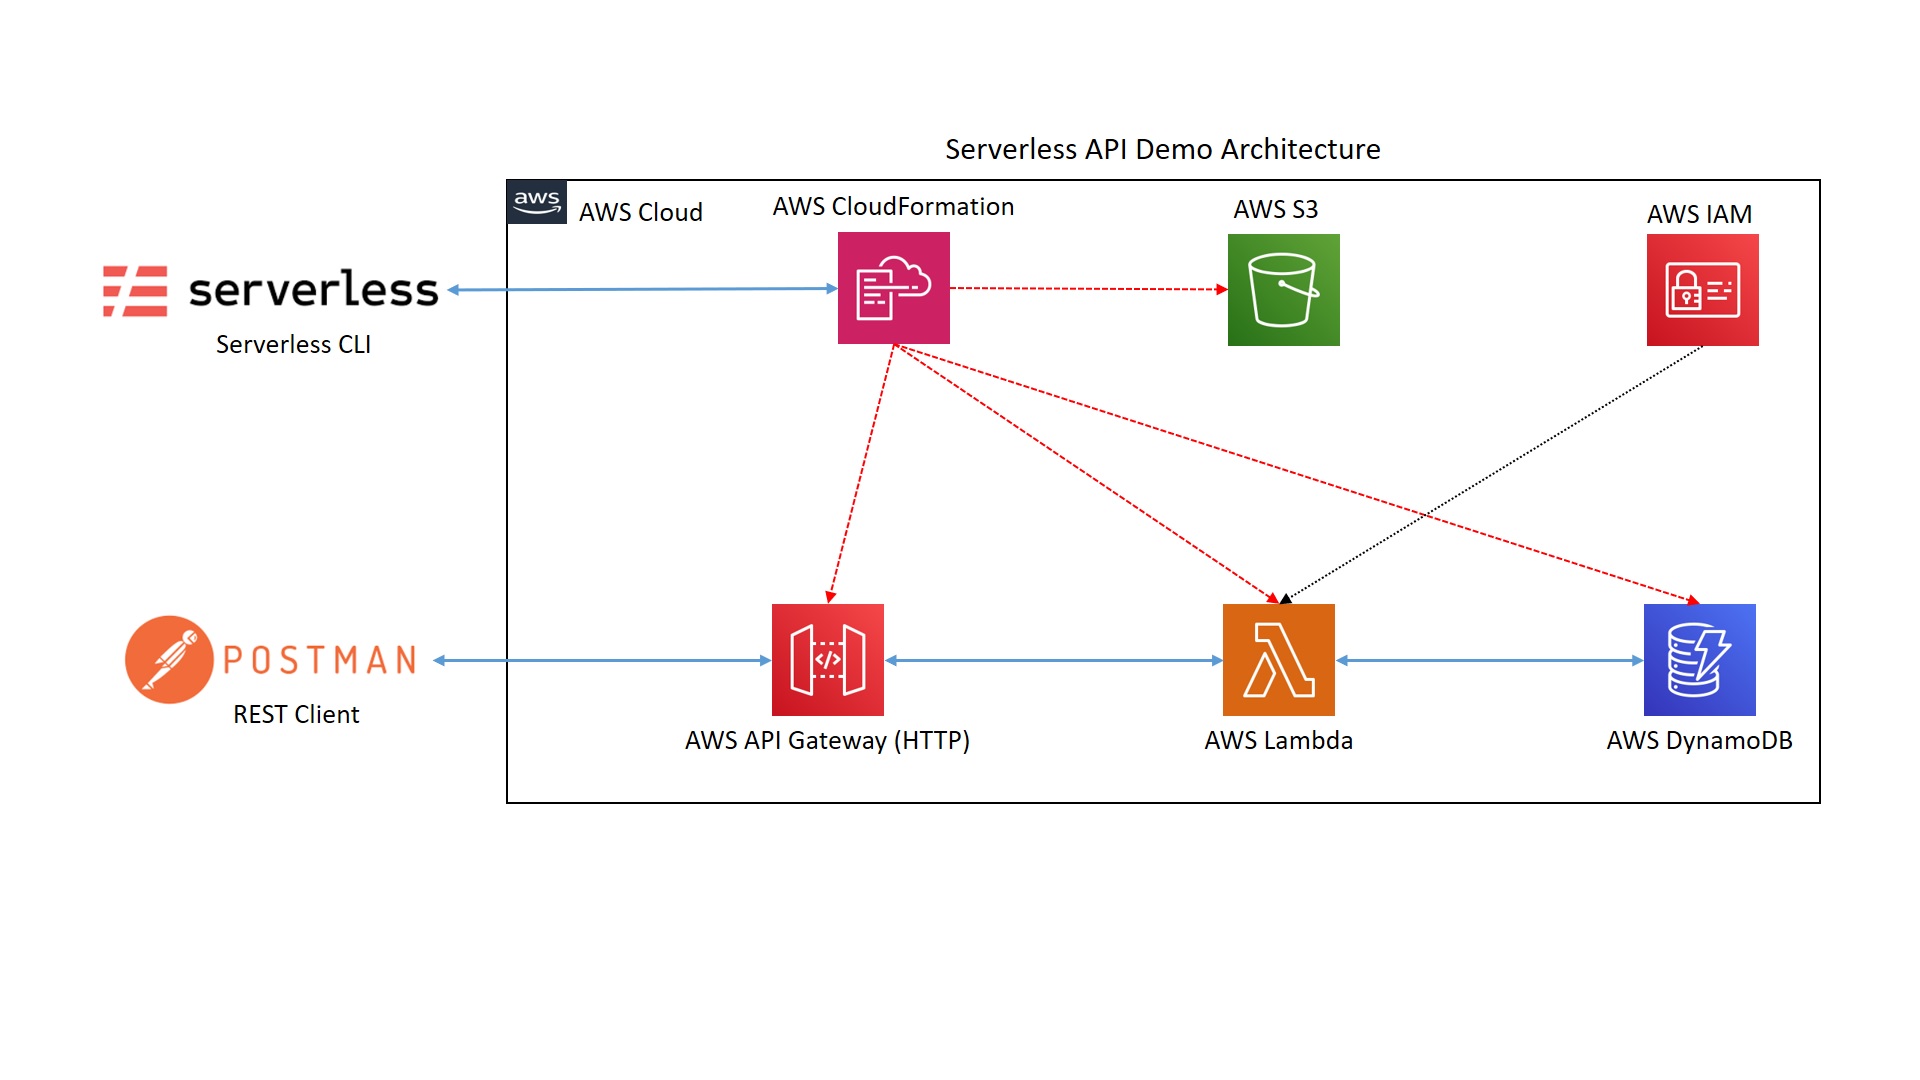 Serverless API Demo Architecture
aws
AWS Cloud
AWS CloudFormation
AWS S3
AWS IAM
serverless
Serverless CLI
POSTMAN
REST Client
</>
AWS API Gateway (HTTP)
AWS Lambda
AWS DynamoDB